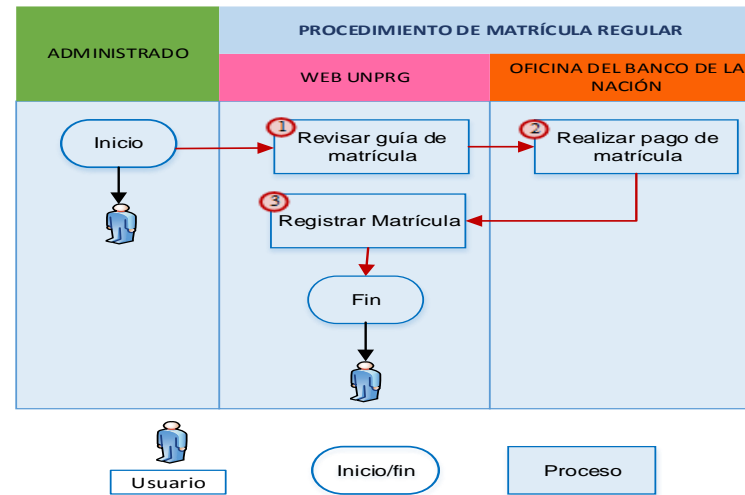 ADMINISTRADO
PROCEDIMIENTO DE MATRÍCULA REGULAR
WEB UNPRG
OFICINA DEL BANCO DE LA
NACIÓN
Inicio
1
Revisar guía de
matrícula
2
Realizar pago de
matrícula
3
Registrar Matrícula
Fin
Usuario
Inicio/fin
Proceso